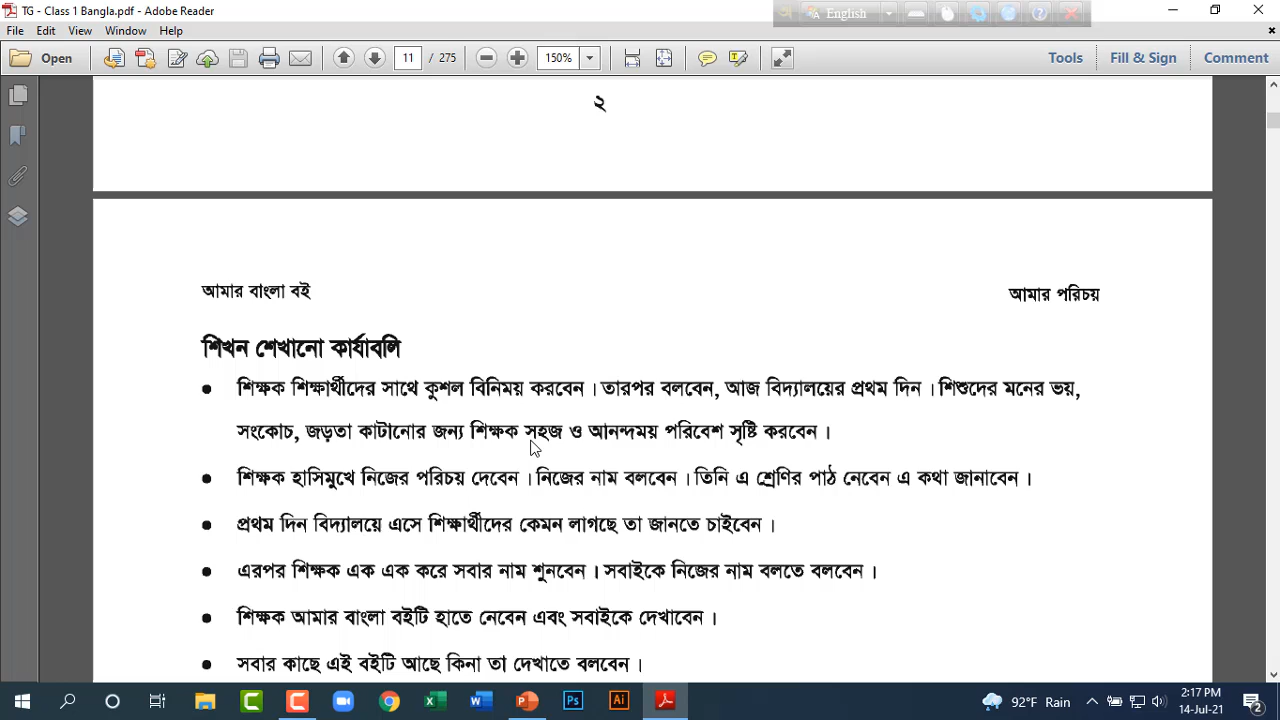 TG - Class 1 Bangla.pdf - Adobe Reader
English
File Edit View Window Help
Open 11 / 275 150% Tools Fill & Sign Comment
২
আমার বাংলা বই আমার পরিচয়
শিখন শেখানো কার্যাবলি
• শিক্ষক শিক্ষার্থীদের সাথে কুশল বিনিময় করবেন। তারপর বলবেন, আজ বিদ্যালয়ের প্রথম দিন। শিশুদের মনের ভয়,
সংকোচ, জড়তা কাটানোর জন্য শিক্ষক সহজ ও আনন্দময় পরিবেশ সৃষ্টি করবেন।
• শিক্ষক হাসিমুখে নিজের পরিচয় দেবেন। নিজের নাম বলবেন। তিনি এ শ্রেণির পাঠ নেবেন এ কথা জানাবেন।
• প্রথম দিন বিদ্যালয়ে এসে শিক্ষার্থীদের কেমন লাগছে তা জানতে চাইবেন।
• এরপর শিক্ষক এক এক করে সবার নাম শুনবেন। সবাইকে নিজের নাম বলতে বলবেন।
• শিক্ষক আমার বাংলা বইটি হাতে নেবেন এবং সবাইকে দেখাবেন।
• সবার কাছে এই বইটি আছে কিনা তা দেখাতে বলবেন।
92°F Rain 2:17 PM
14-Jul-21 2